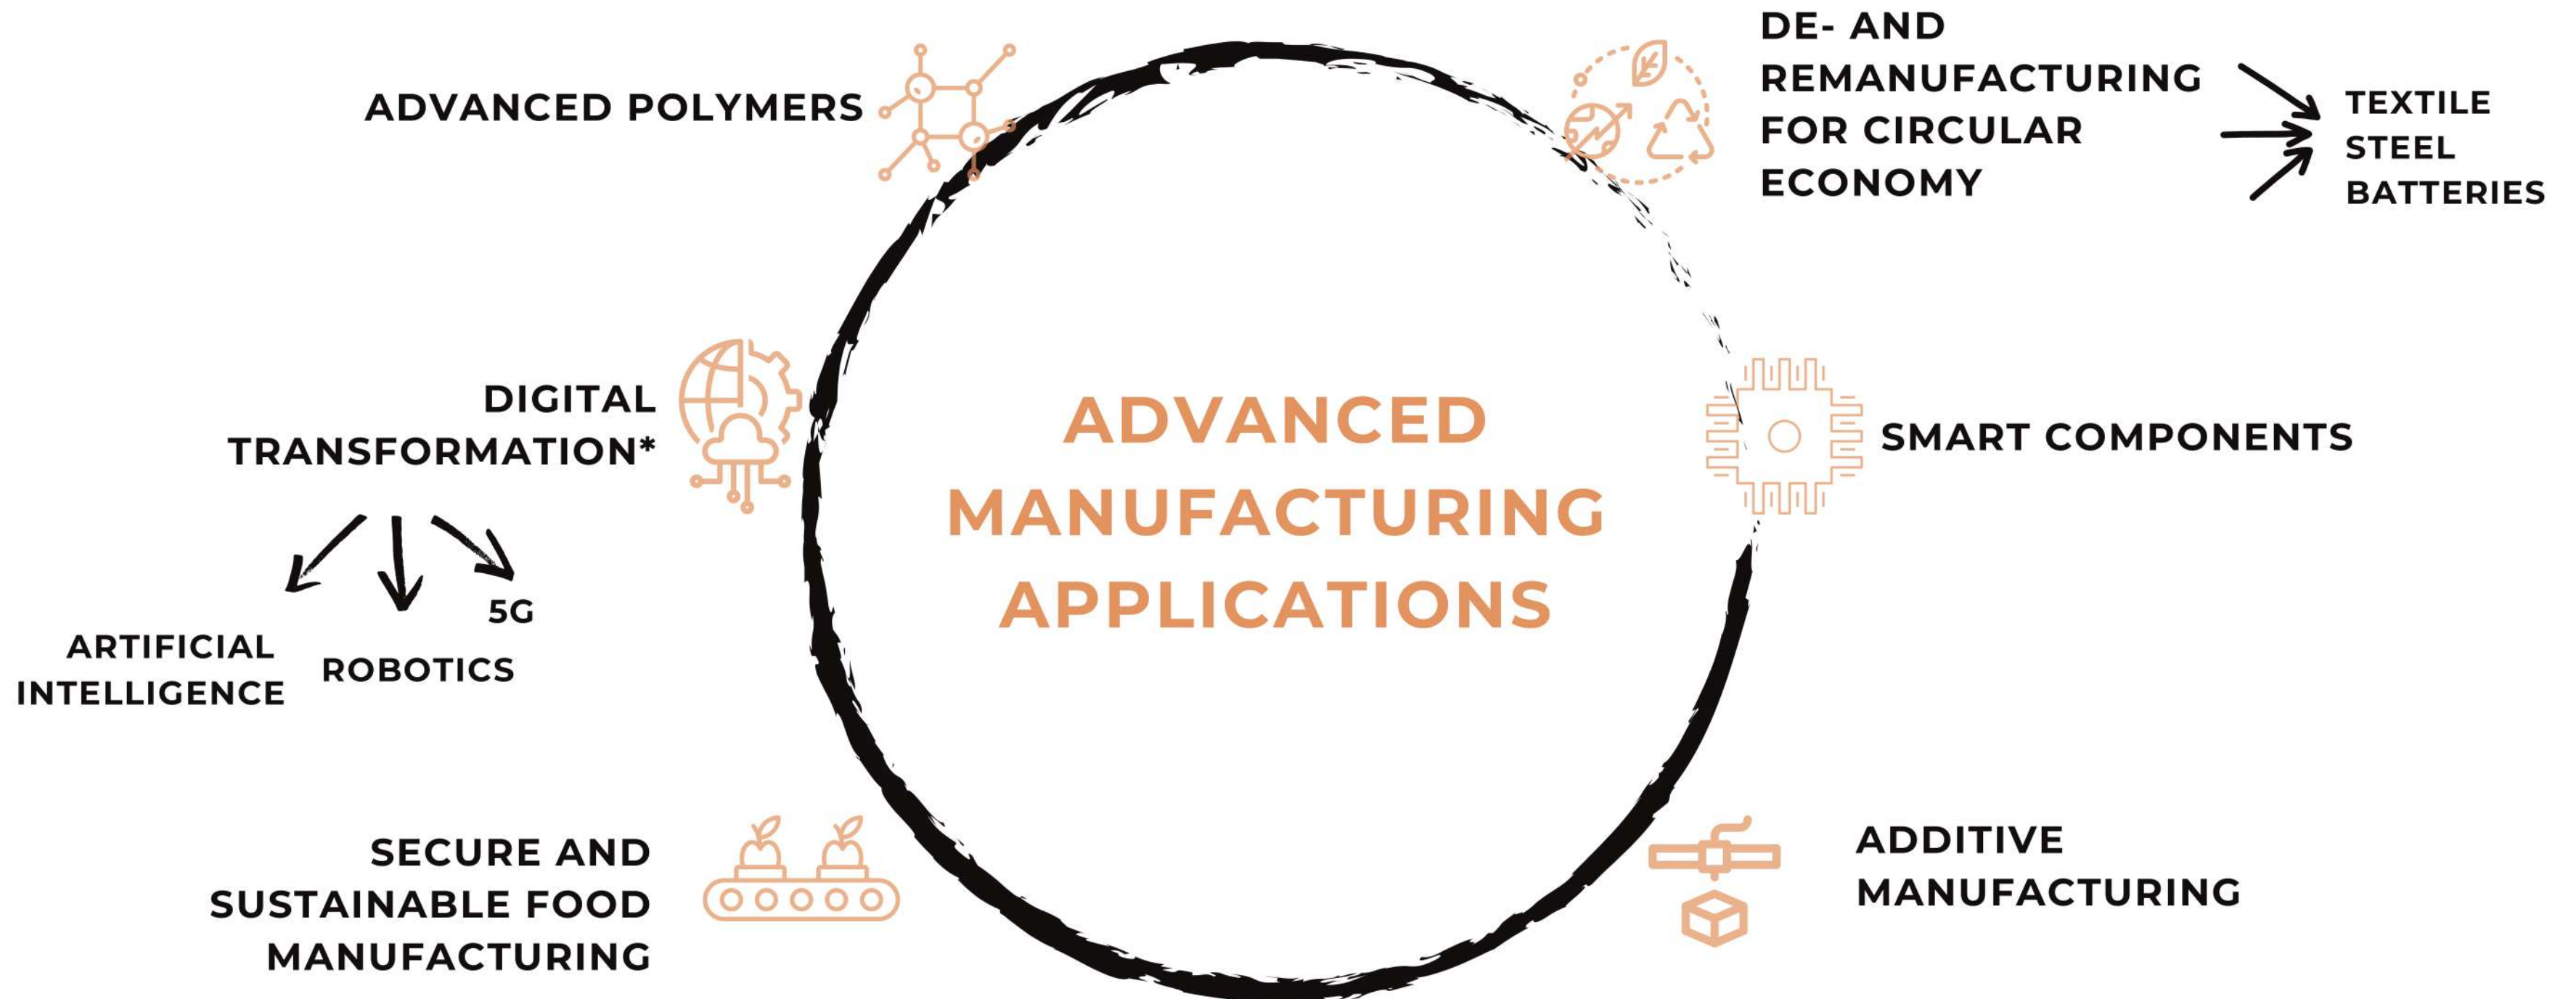 ADVANCED POLYMERS
DE- AND
REMANUFACTURING
FOR CIRCULAR
ECONOMY
TEXTILE
STEEL
BATTERIES
DIGITAL
TRANSFORMATION*
5G
ARTIFICIAL
INTELLIGENCE
ROBOTICS
ADVANCED
MANUFACTURING
APPLICATIONS
SMART COMPONENTS
SECURE AND
SUSTAINABLE FOOD
MANUFACTURING
ADDITIVE
MANUFACTURING